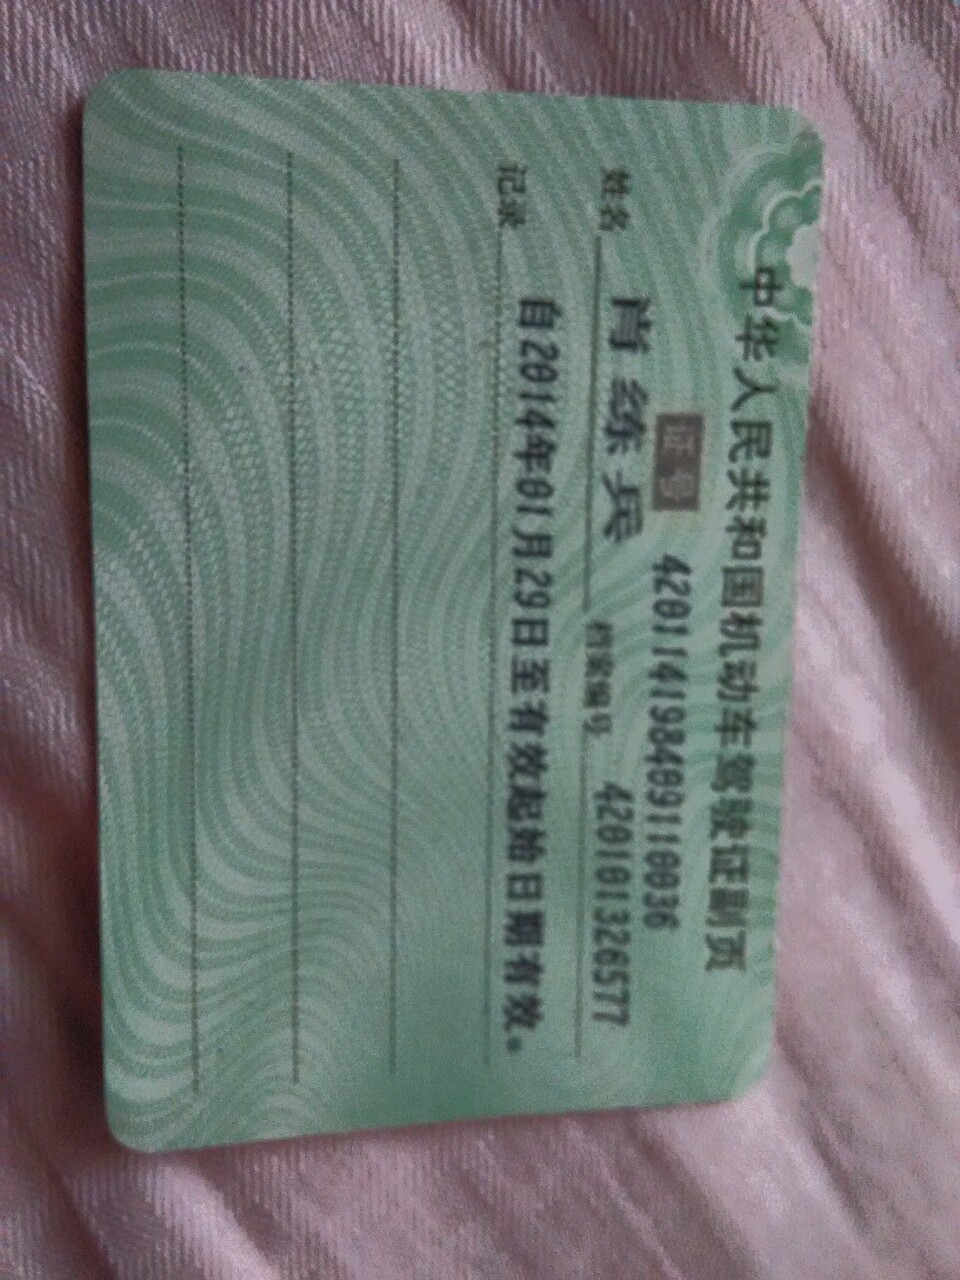 中华人民共和国机动车驾驶证副页
证号 420114198409110036
姓名 肖练兵 档案编号 420101326577
记录 自2014年01月29日至有效起始日期有效。